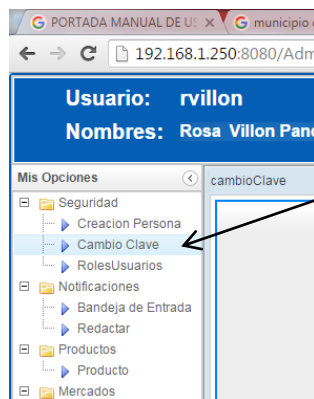 PORTADA MANUAL DE US
municipio
192.168.1.250:8080/Adm
Usuario: rvillon
Nombres: Rosa Villon Panc
Mis Opciones
cambioClave
Seguridad
Creacion Persona
Cambio Clave
RolesUsuarios
Notificaciones
Bandeja de Entrada
Redactar
Productos
Producto
Mercados